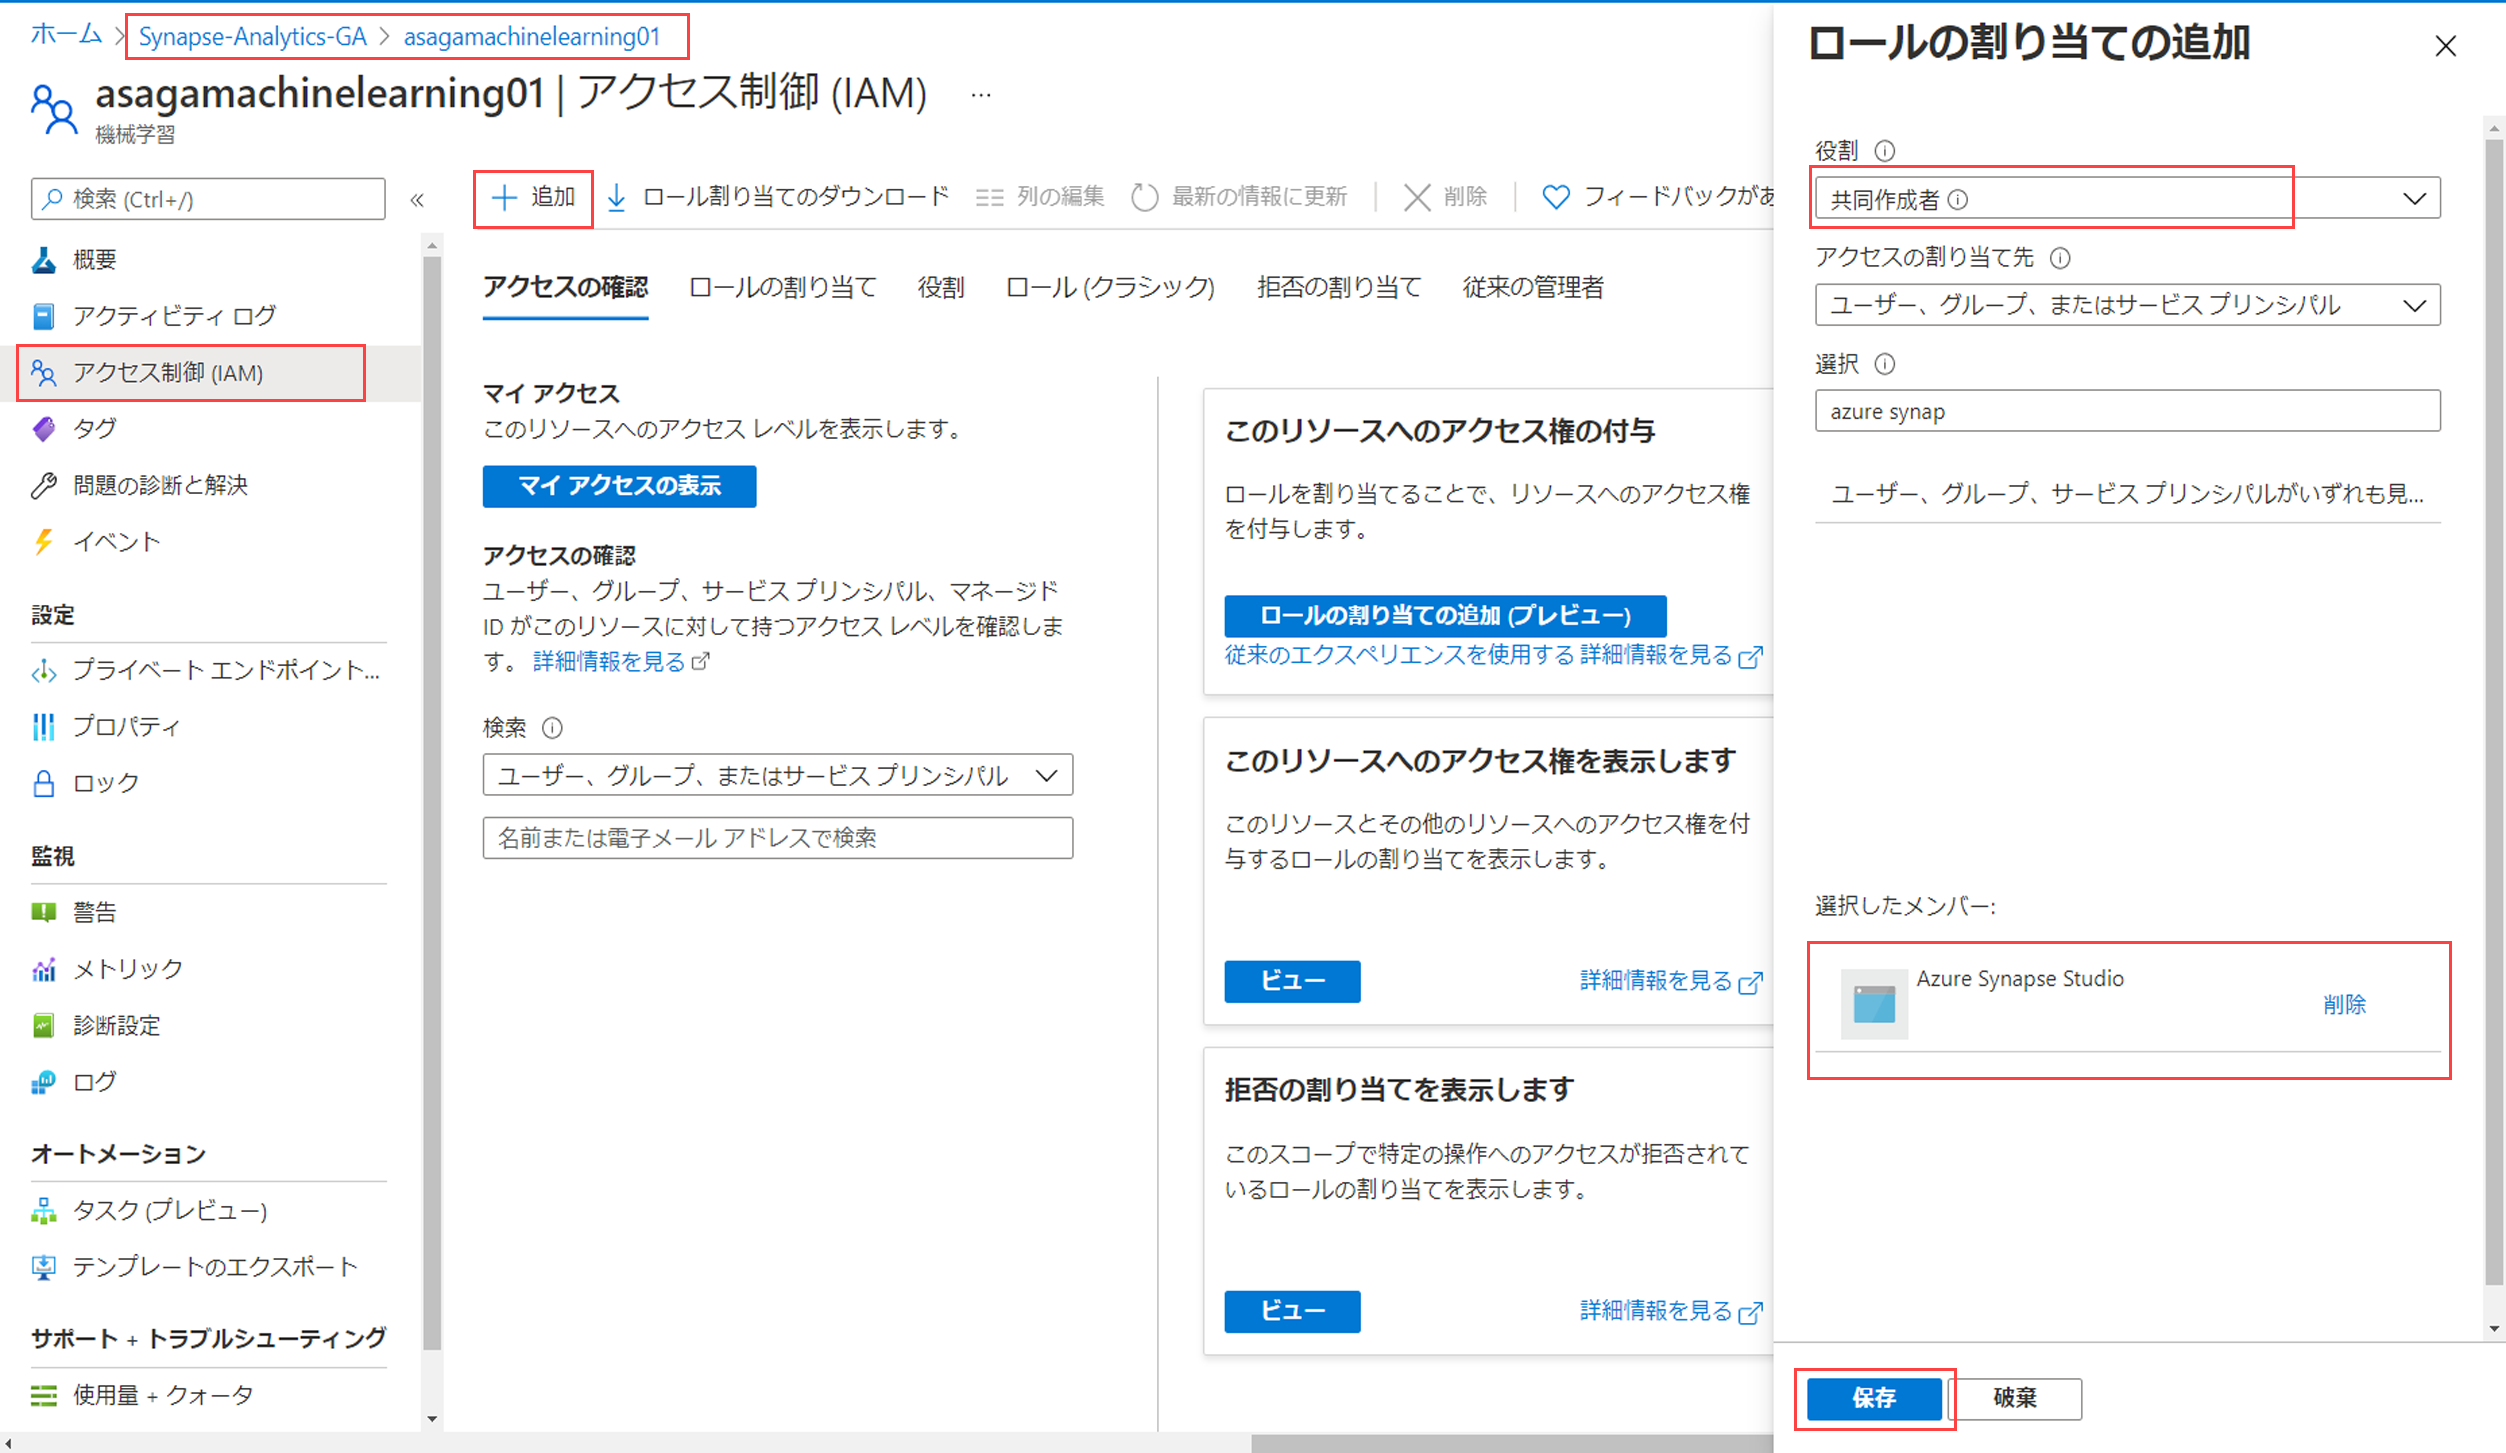 ホーム > Synapse-Analytics-GA > asagamachinelearning01
asagamachinelearning01 | アクセス制御 (IAM) …
機械学習
検索 (Ctrl+/) «
概要
アクティビティ ログ
アクセス制御 (IAM)
タグ
問題の診断と解決
イベント
設定
プライベート エンドポイント...
プロパティ
ロック
監視
警告
メトリック
診断設定
ログ
オートメーション
タスク (プレビュー)
テンプレートのエクスポート
サポート + トラブルシューティング
使用量 + クォータ
追加 ロール割り当てのダウンロード 列の編集 最新の情報に更新 削除 フィードバックがあ
アクセスの確認 ロールの割り当て 役割 ロール (クラシック) 拒否の割り当て 従来の管理者
マイ アクセス
このリソースへのアクセス レベルを表示します。
マイ アクセスの表示
アクセスの確認
ユーザー、グループ、サービス プリンシパル、マネージド
ID がこのリソースに対して持つアクセス レベルを確認しま
す。 詳細情報を見る
検索
ユーザー、グループ、またはサービス プリンシパル
名前または電子メール アドレスで検索
このリソースへのアクセス権の付与
ロールを割り当てることで、リソースへのアクセス権
を付与します。
ロールの割り当ての追加 (プレビュー)
従来のエクスペリエンスを使用する 詳細情報を見る
このリソースへのアクセス権を表示します
このリソースとその他のリソースへのアクセス権を付
与するロールの割り当てを表示します。
ビュー 詳細情報を見る
拒否の割り当てを表示します
このスコープで特定の操作へのアクセスが拒否されて
いるロールの割り当てを表示します。
ビュー 詳細情報を見る
ロールの割り当ての追加
役割
共同作成者
アクセスの割り当て先
ユーザー、グループ、またはサービス プリンシパル
選択
azure synap
ユーザー、グループ、サービス プリンシパルがいずれも見...
選択したメンバー:
Azure Synapse Studio
削除
保存 破棄